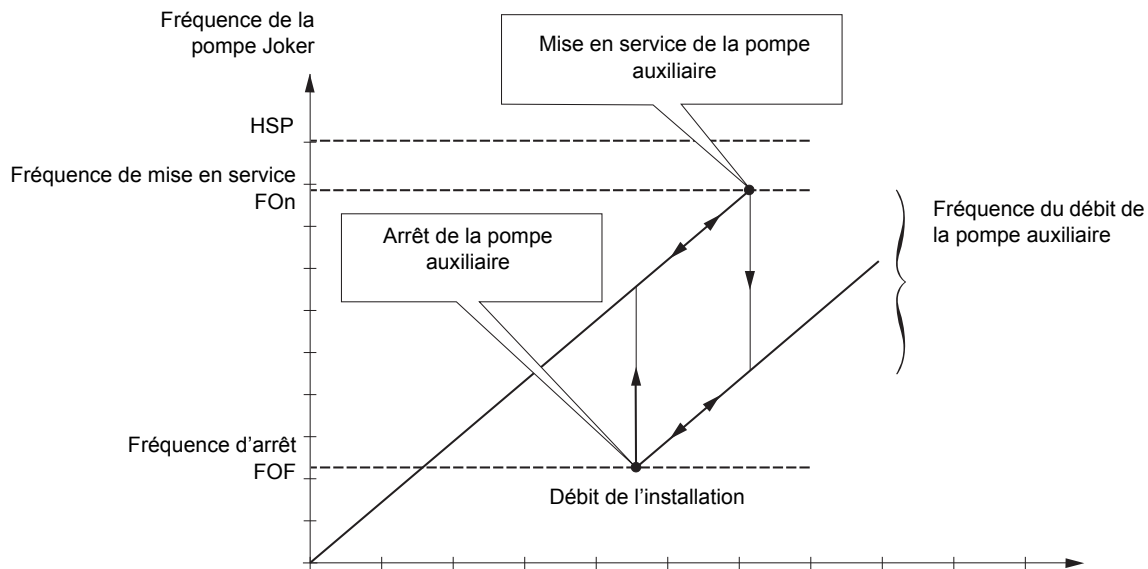 Fréquence de la
pompe Joker
Mise en service de la pompe
auxiliaire
HSP
Fréquence de mise en service
FOn
Arrêt de la pompe
auxiliaire
Fréquence du débit de
la pompe auxiliaire
Fréquence d’arrêt
FOF
Débit de l’installation